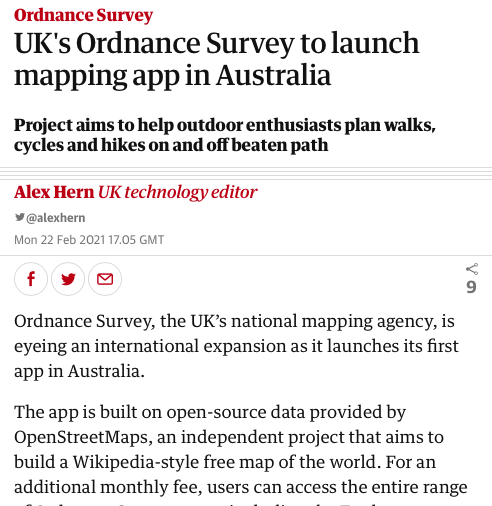 Ordnance Survey
UK's Ordnance Survey to launch
mapping app in Australia
Project aims to help outdoor enthusiasts plan walks,
cycles and hikes on and off beaten path
Alex Hern UK technology editor
@alexhern
Mon 22 Feb 2021 17.05 GMT
9
Ordnance Survey, the UK’s national mapping agency, is
eyeing an international expansion as it launches its first
app in Australia.
The app is built on open-source data provided by
OpenStreetMaps, an independent project that aims to
build a Wikipedia-style free map of the world. For an
additional monthly fee, users can access the entire range